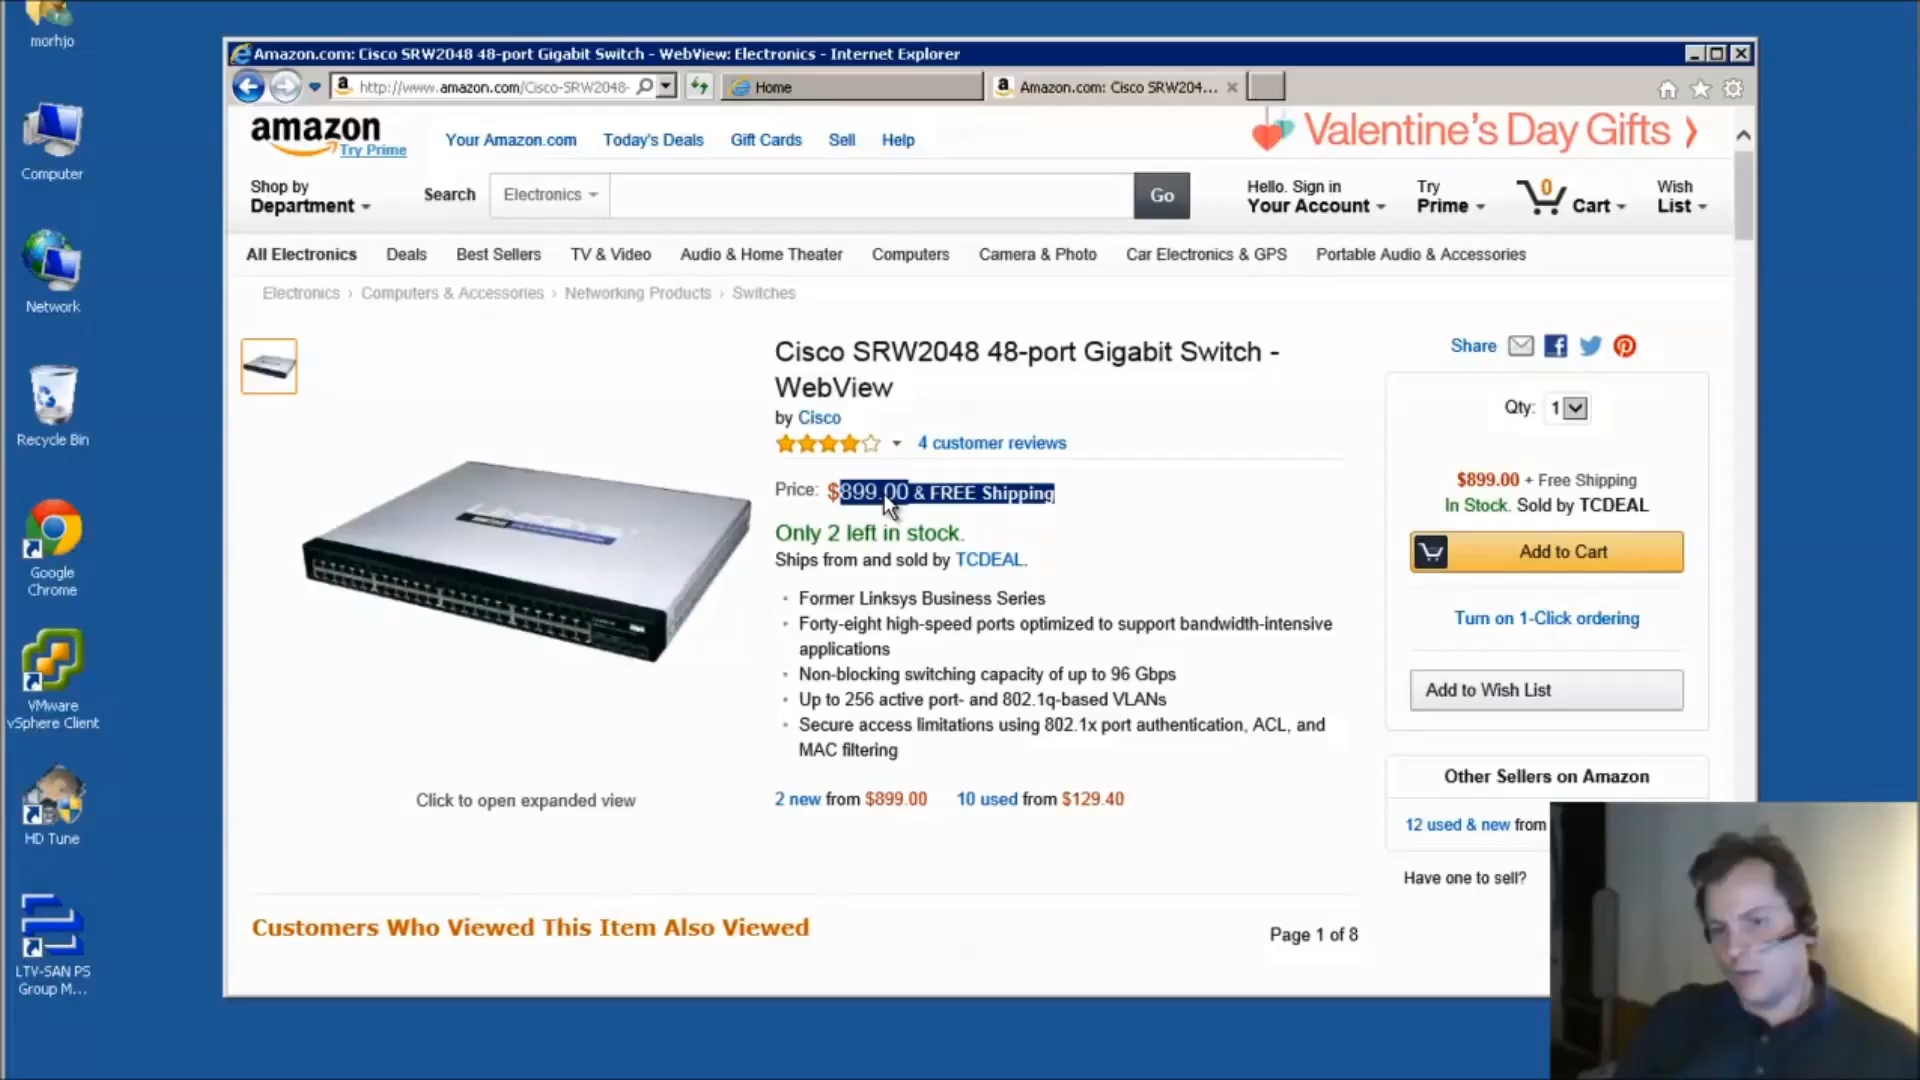 morhjo
Computer
Network
Recycle Bin
Google
Chrome
VMware
vSphere Client
HD Tune
LTV-SAN PS
Group M...
Amazon.com: Cisco SRW2048 48-port Gigabit Switch - WebView: Electronics - Internet Explorer
http://www.amazon.com/Cisco-SRW2048-
Home
Amazon.com: Cisco SRW204...
amazon
Try Prime
Your Amazon.com Today's Deals Gift Cards Sell Help
Valentine's Day Gifts
Shop by
Department
Search Electronics Go
Hello. Sign in
Your Account
Try
Prime
0
Cart
Wish
List
All Electronics Deals Best Sellers TV & Video Audio & Home Theater Computers Camera & Photo Car Electronics & GPS Portable Audio & Accessories
Electronics › Computers & Accessories › Networking Products › Switches
Cisco SRW2048 48-port Gigabit Switch -
WebView
by Cisco
4 customer reviews
Price: $899.00 & FREE Shipping
Only 2 left in stock.
Ships from and sold by TCDEAL.
Former Linksys Business Series
Forty-eight high-speed ports optimized to support bandwidth-intensive
applications
Non-blocking switching capacity of up to 96 Gbps
Up to 256 active port- and 802.1q-based VLANs
Secure access limitations using 802.1x port authentication, ACL, and
MAC filtering
2 new from $899.00 10 used from $129.40
Click to open expanded view
Share
Qty: 1
$899.00 + Free Shipping
In Stock. Sold by TCDEAL
Add to Cart
Turn on 1-Click ordering
Add to Wish List
Other Sellers on Amazon
12 used & new from
Have one to sell?
Customers Who Viewed This Item Also Viewed
Page 1 of 8